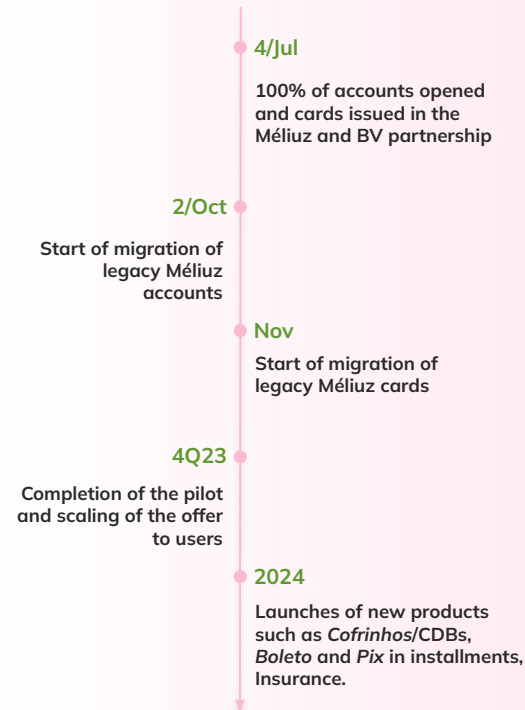 4/Jul
100% of accounts opened
and cards issued in the
Méliuz and BV partnership
2/Oct
Start of migration of
legacy Méliuz
accounts
Nov
Start of migration of
legacy Méliuz cards
4Q23
Completion of the pilot
and scaling of the offer
to users
2024
Launches of new products
such as Cofrinhos/CDBs,
Boleto and Pix in installments,
Insurance.